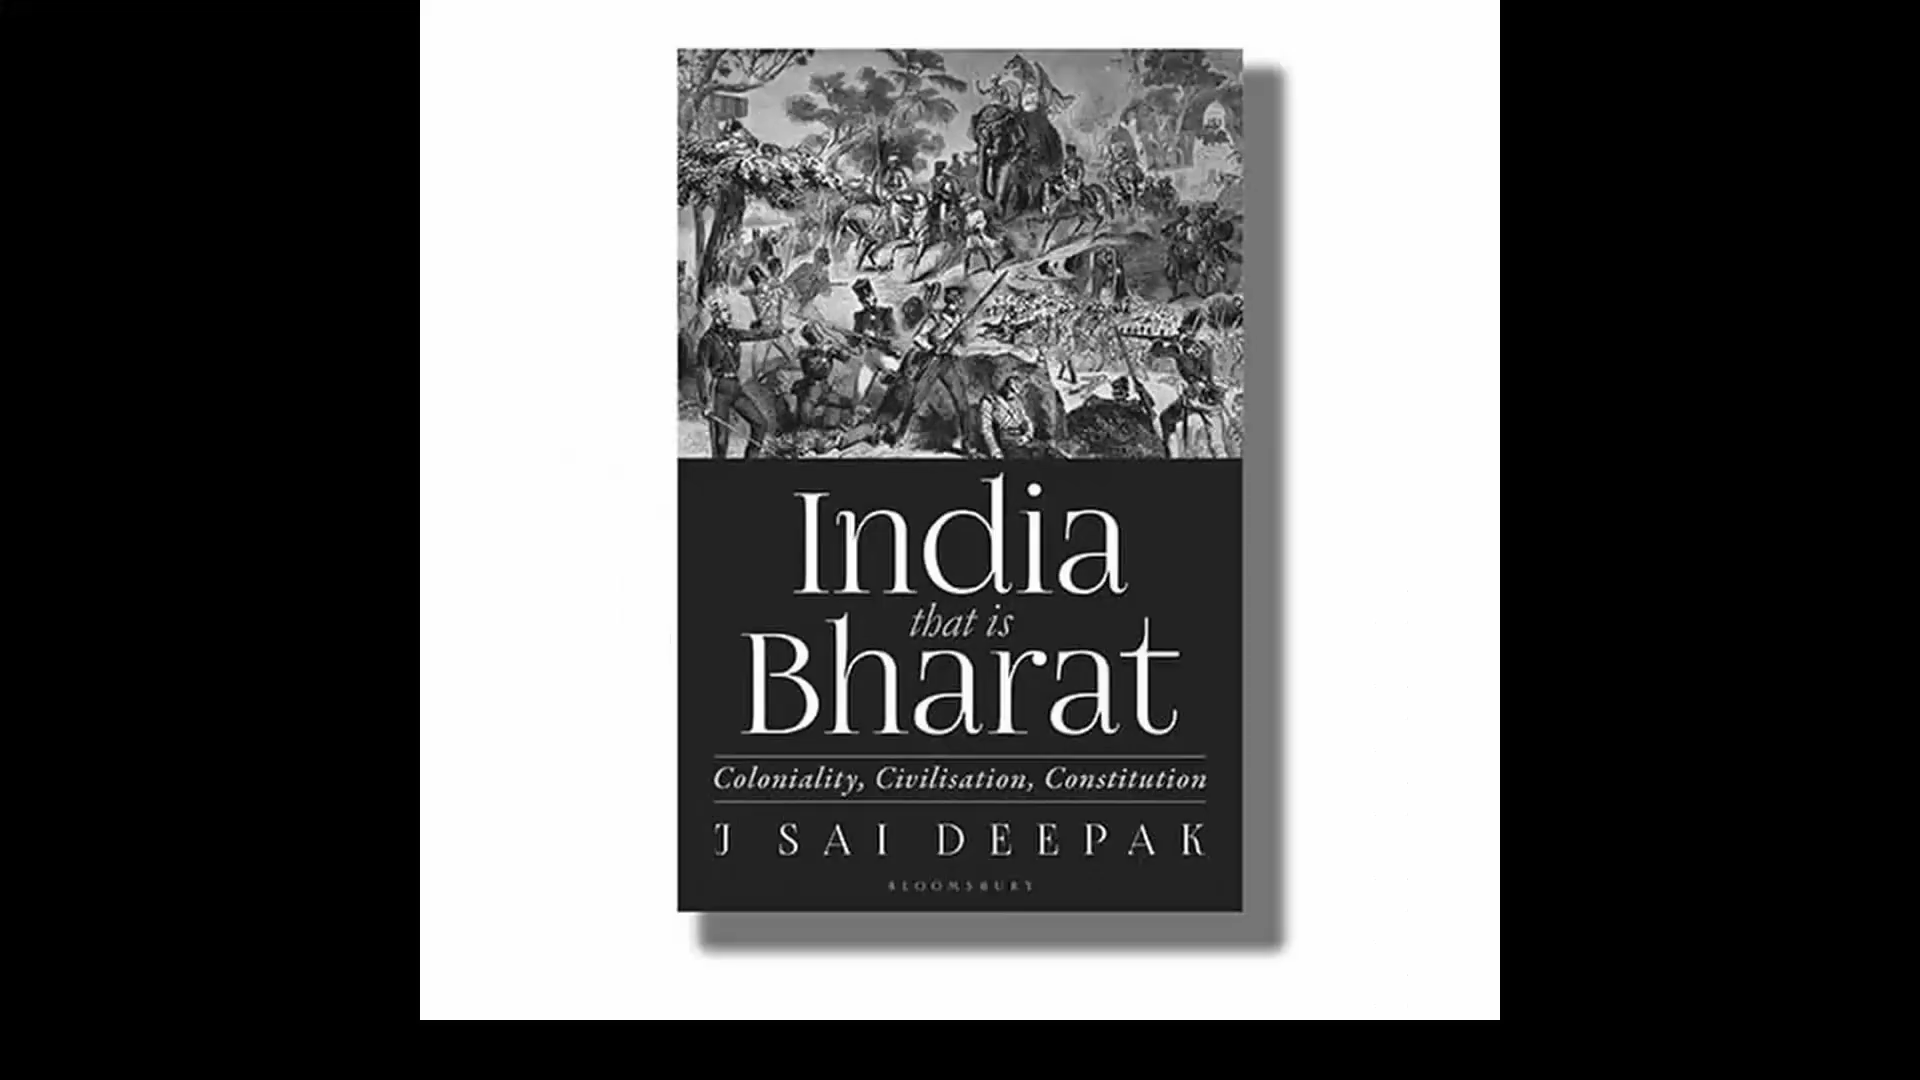 India
that is
Bharat
Coloniality, Civilisation, Constitution
J SAI DEEPAK
BLOOMSBURY